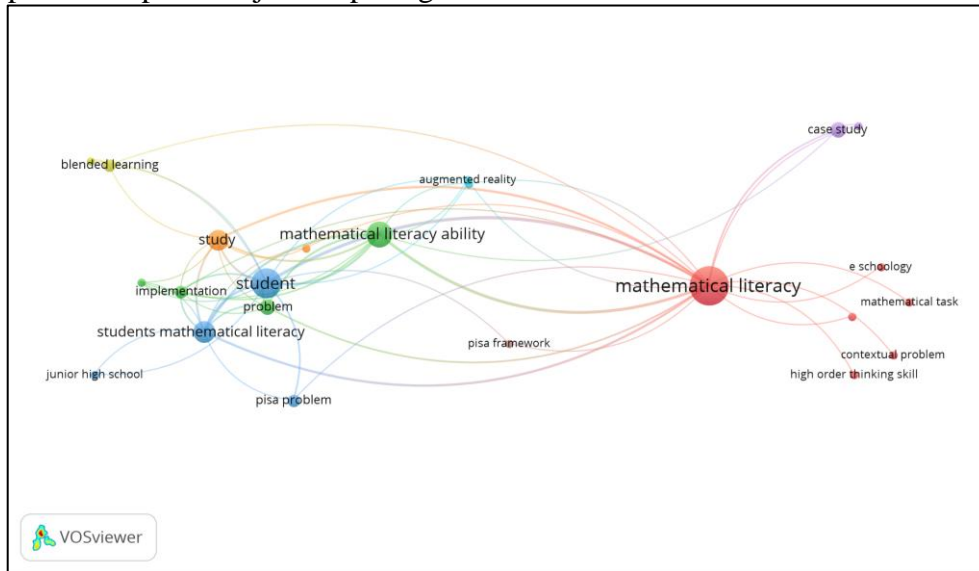 case study
blended learning
augmented reality
study
mathematical literacy ability
e schoology
student
mathematical literacy
implementation
mathematical task
problem
students mathematical literacy
pisa framework
contextual problem
junior high school
high order thinking skill
pisa problem
VOSviewer